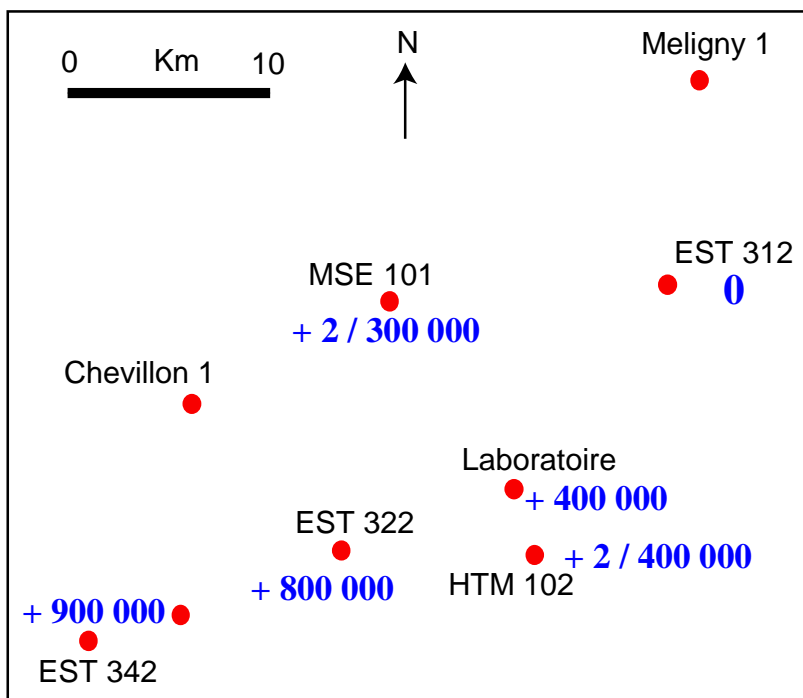 N
Meligny 1
0 Km 10
EST 312
0
MSE 101
+ 2 / 300 000
Chevillon 1
Laboratoire
+ 400 000
EST 322
+ 2 / 400 000
HTM 102
+ 800 000
+ 900 000
EST 342